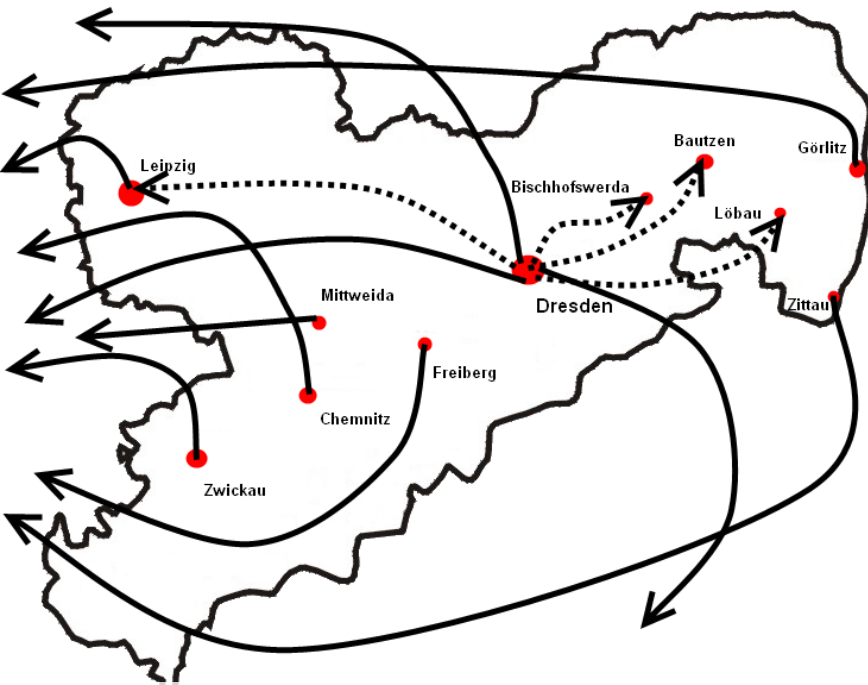 Bautzen
Görlitz
Leipzig
Bischhofswerda
Löbau
Mittweida
Dresden
Zittau
Freiberg
Chemnitz
Zwickau